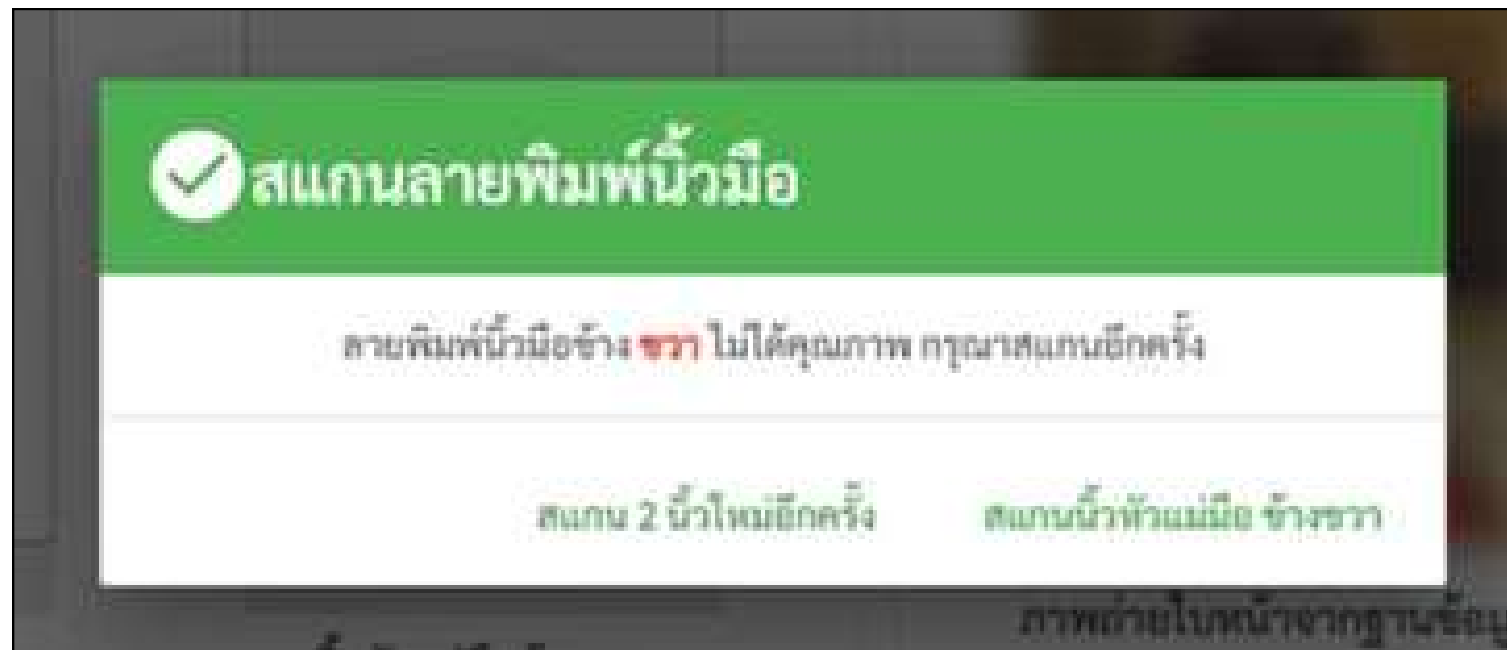 สแกนลายพิมพ์นิ้วมือ
ลายพิมพ์นิ้วมือข้าง ขวา ไม่ได้คุณภาพ กรุณาสแกนอีกครั้ง
สแกน 2 นิ้วใหม่อีกครั้ง สแกนนิ้วหัวแม่มือ ข้างขวา
ภาพถ่ายใบหน้าจากฐานข้อมู